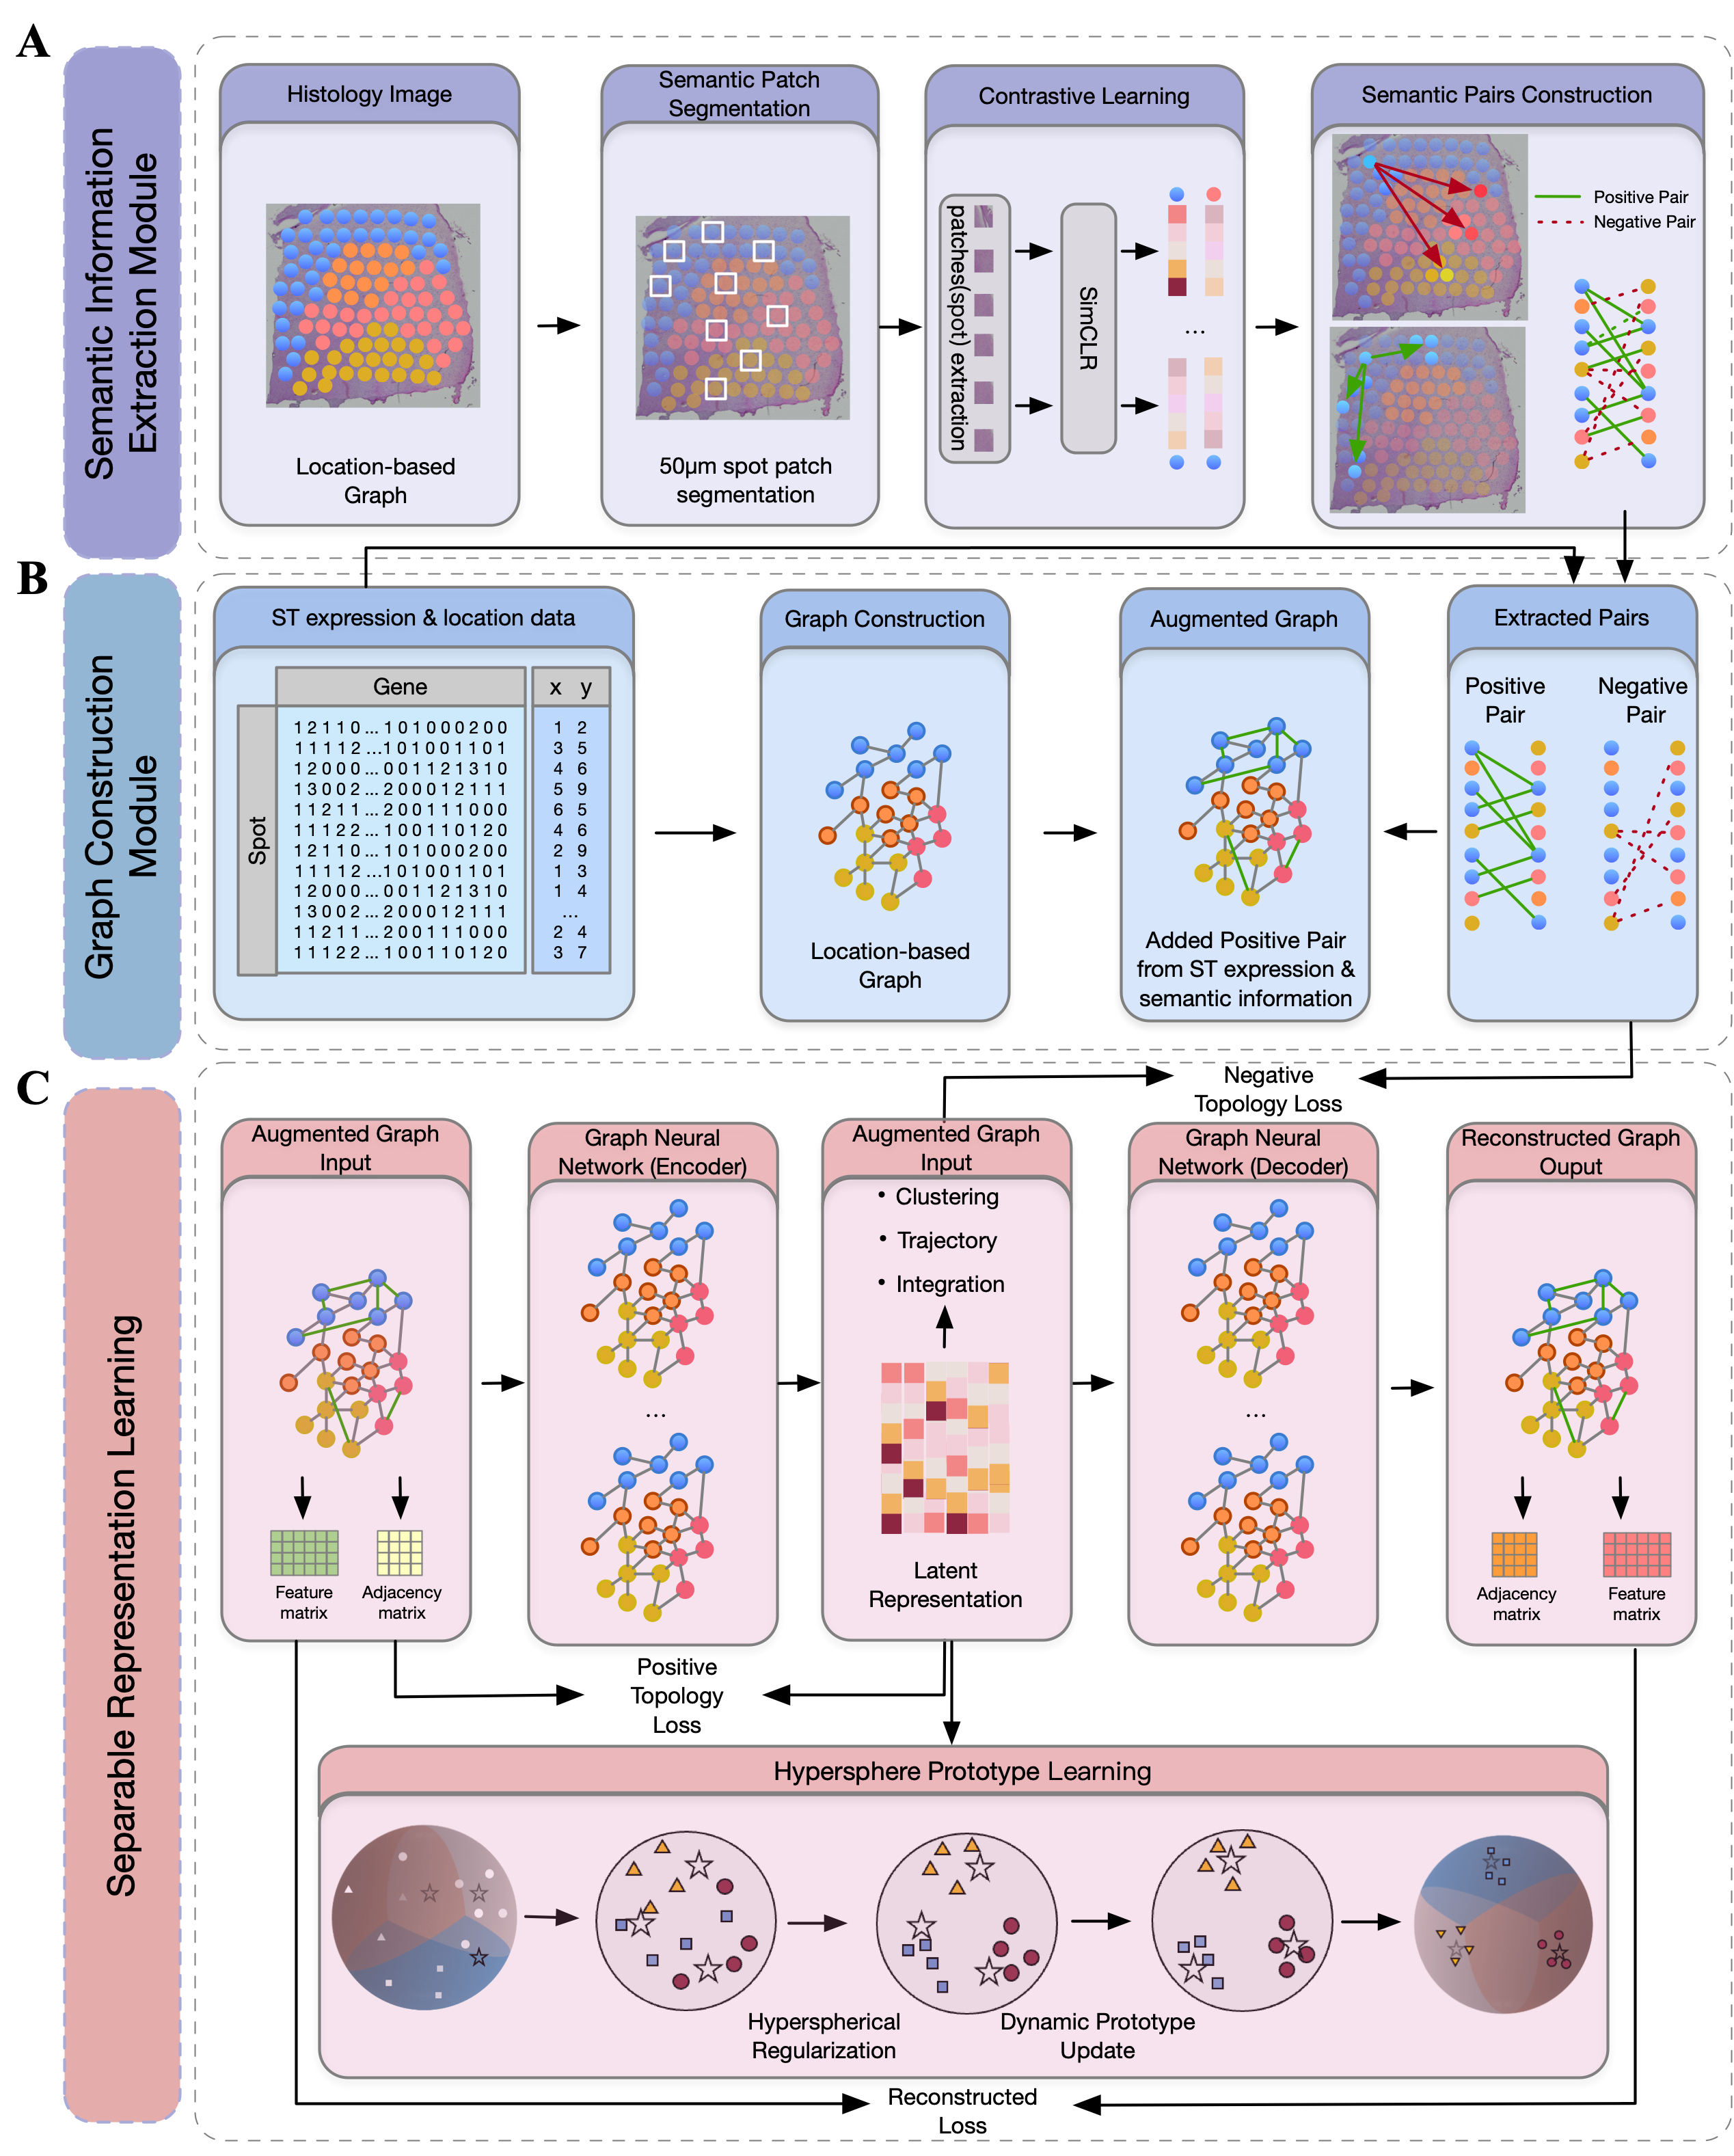 A
Semantic Information
Extraction Module
Histology Image
Location-based
Graph
Semantic Patch
Segmentation
50µm spot patch
segmentation
Contrastive Learning
patches(spot) extraction
SimCLR
...
Semantic Pairs Construction
Positive Pair
Negative Pair
B
Graph Construction
Module
ST expression & location data
Gene
x y
Spot
1 2 1 1 0 ... 1 0 1 0 0 0 2 0 0 1 2
1 1 1 1 2 ... 1 0 1 0 0 1 1 0 1 3 5
1 2 0 0 0 ... 0 0 1 1 2 1 3 1 0 4 6
1 3 0 0 2 ... 2 0 0 0 1 2 1 1 1 5 9
1 1 2 1 1 ... 2 0 0 1 1 1 0 0 0 6 5
1 1 1 2 2 ... 1 0 0 1 1 0 1 2 0 4 6
1 2 1 1 0 ... 1 0 1 0 0 0 2 0 0 2 9
1 1 1 1 2 ... 1 0 1 0 0 1 1 0 1 1 3
1 2 0 0 0 ... 0 0 1 1 2 1 3 1 0 1 4
1 3 0 0 2 ... 2 0 0 0 1 2 1 1 1 ...
1 1 2 1 1 ... 2 0 0 1 1 1 0 0 0 2 4
1 1 1 2 2 ... 1 0 0 1 1 0 1 2 0 3 7
Graph Construction
Location-based
Graph
Augmented Graph
Added Positive Pair
from ST expression &
semantic information
Extracted Pairs
Positive
Pair
Negative
Pair
C
Separable Representation Learning
Negative
Topology Loss
Augmented Graph
Input
Feature
matrix
Adjacency
matrix
Graph Neural
Network (Encoder)
...
Augmented Graph
Input
• Clustering
• Trajectory
• Integration
Latent
Representation
Graph Neural
Network (Decoder)
...
Reconstructed Graph
Ouput
Adjacency
matrix
Feature
matrix
Positive
Topology
Loss
Hypersphere Prototype Learning
Hyperspherical
Regularization
Dynamic Prototype
Update
Reconstructed
Loss